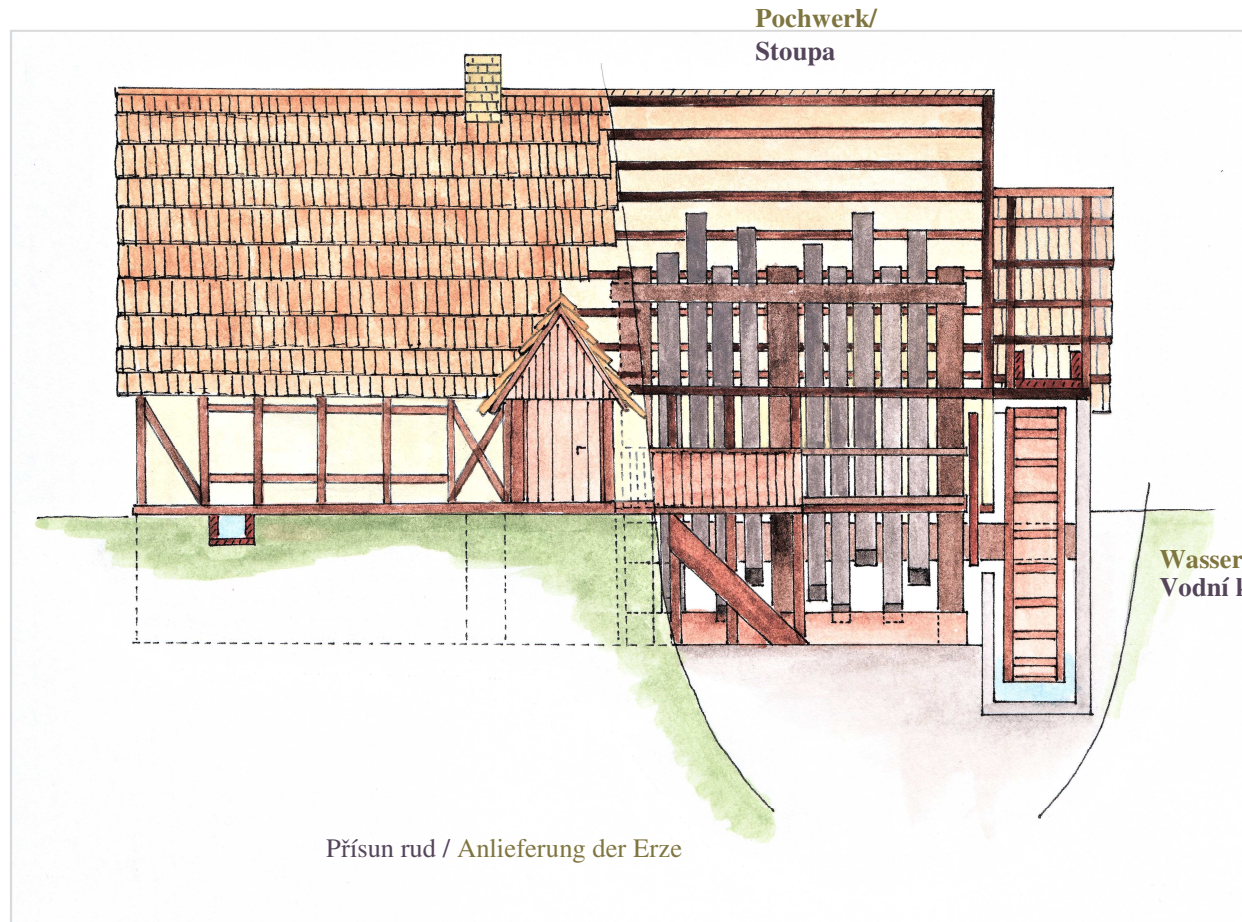 Pochwerk/
Stoupa
Wasser
Vodní k
Přísun rud / Anlieferung der Erze